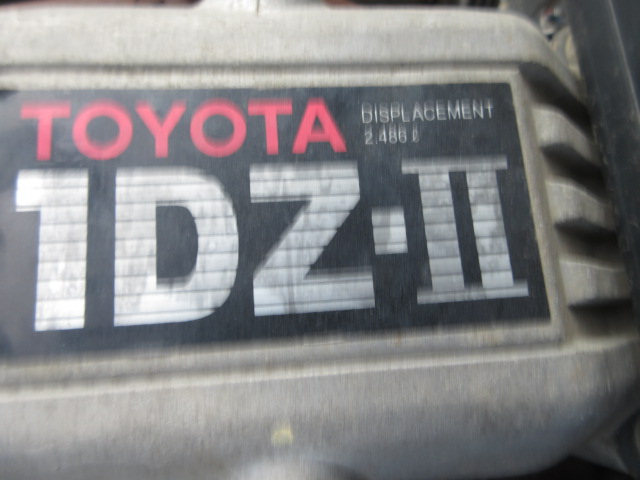 TOYOTA
DISPLACEMENT
2.486 ℓ
1DZ-II